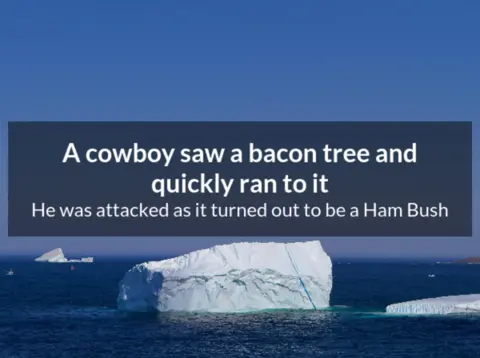 A cowboy saw a bacon tree and
quickly ran to it
He was attacked as it turned out to be a Ham Bush